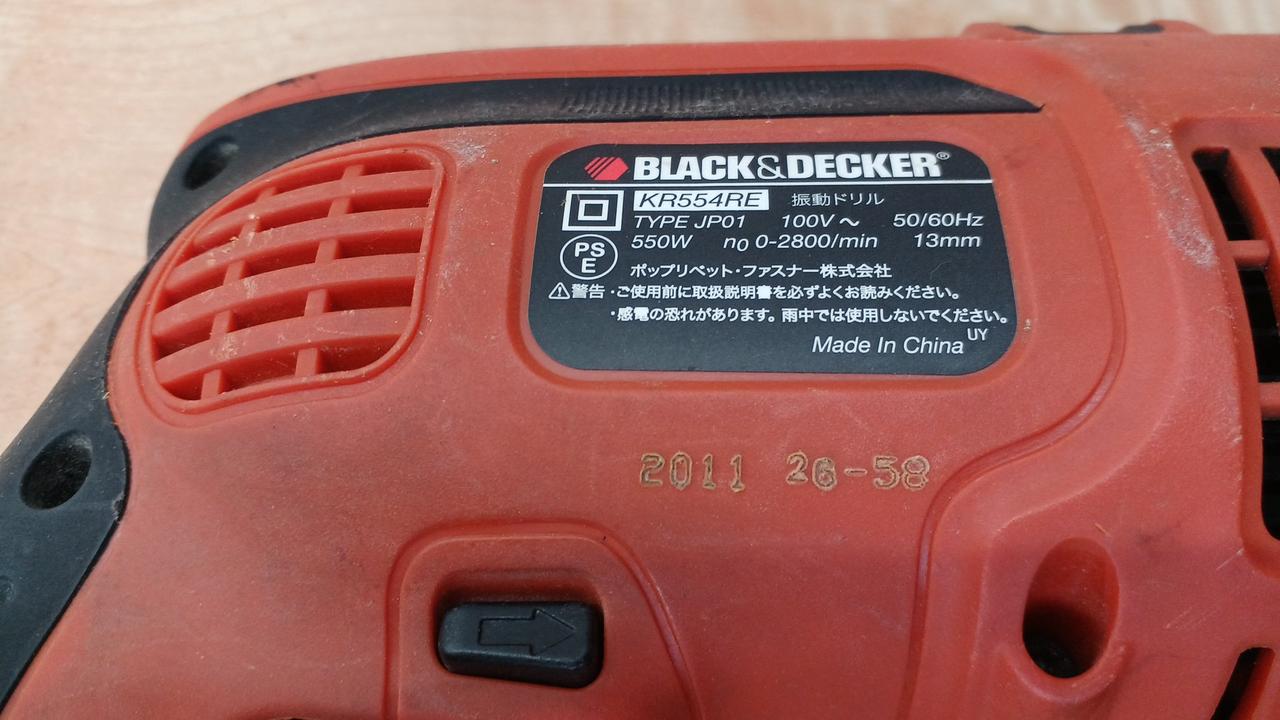 BLACK&DECKER®
KR554RE 振動ドリル
TYPE JP01 100V～ 50/60Hz
PS E
550W n0 0-2800/min 13mm
ポップリベット・ファスナー株式会社
⚠警告・ご使用前に取扱説明書を必ずよくお読みください。
・感電の恐れがあります。雨中では使用しないでください。
Made In China UY
2011 26-58